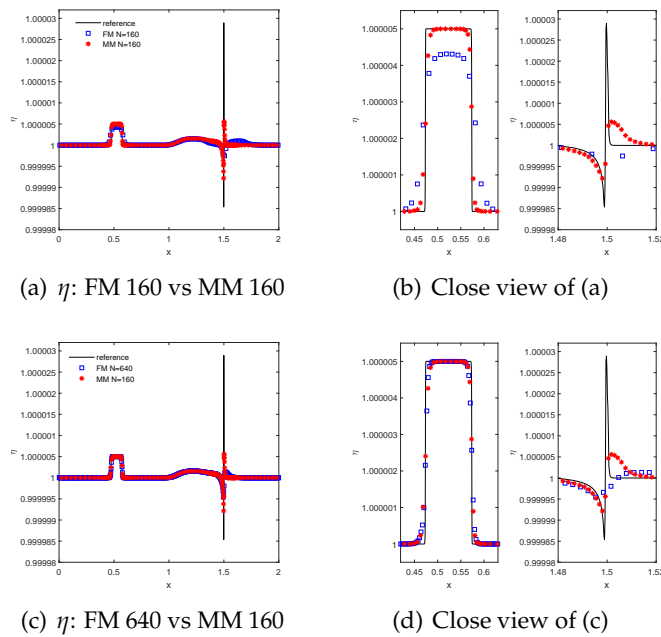 1.00003
1.000025
1.00002
1.000015
1.00001
1.000005
1
0.999995
0.99999
0.999985
0.99998
η
reference
FM N=160
MM N=160
0 0.5 1 1.5 2
x
(a) η: FM 160 vs MM 160
1.000005
1.000004
1.000003
1.000002
1.000001
1
η
0.45 0.5 0.55 0.6
x
1.00003
1.000025
1.00002
1.000015
1.00001
1.000005
1
0.999995
0.99999
0.999985
0.99998
η
1.48 1.5 1.52
x
(b) Close view of (a)
1.00003
1.000025
1.00002
1.000015
1.00001
1.000005
1
0.999995
0.99999
0.999985
0.99998
η
reference
FM N=640
MM N=160
0 0.5 1 1.5 2
x
(c) η: FM 640 vs MM 160
1.000005
1.000004
1.000003
1.000002
1.000001
1
η
0.45 0.5 0.55 0.6
x
1.00003
1.000025
1.00002
1.000015
1.00001
1.000005
1
0.999995
0.99999
0.999985
0.99998
η
1.48 1.5 1.52
x
(d) Close view of (c)